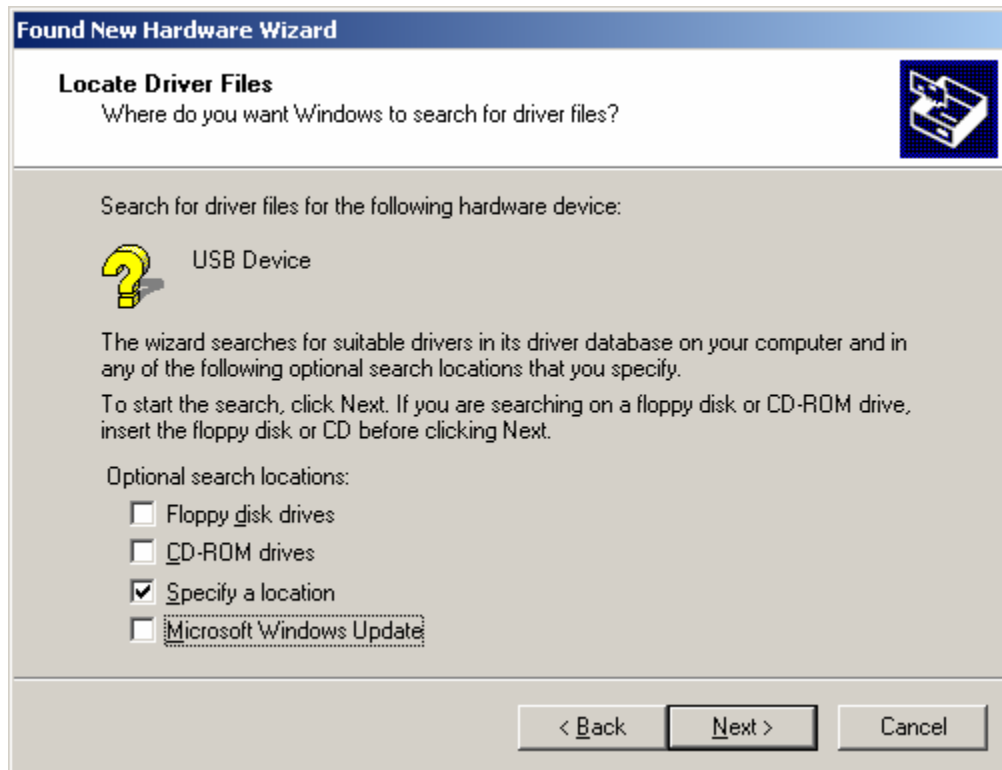 Found New Hardware Wizard
Locate Driver Files
Where do you want Windows to search for driver files?
Search for driver files for the following hardware device:
USB Device
The wizard searches for suitable drivers in its driver database on your computer and in
any of the following optional search locations that you specify.
To start the search, click Next. If you are searching on a floppy disk or CD-ROM drive,
insert the floppy disk or CD before clicking Next.
Optional search locations:
Floppy disk drives
CD-ROM drives
Specify a location
Microsoft Windows Update
< Back Next > Cancel